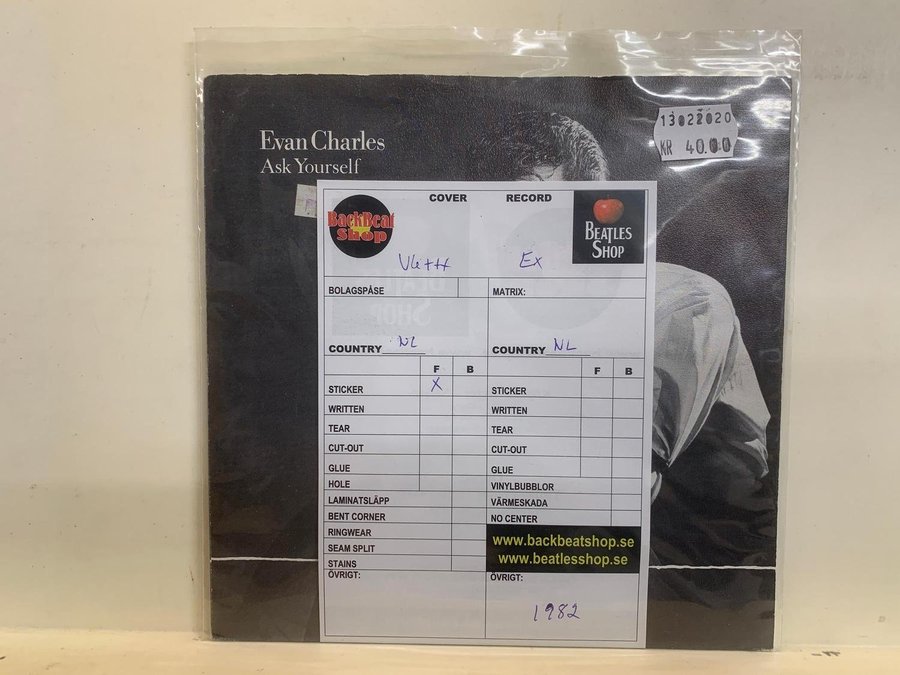 Evan Charles
Ask Yourself
13022020
KR 40.00
COVER RECORD
BackBeat
Shop
BEATLES
SHOP
VG+++ Ex
BOLAGSPÅSE MATRIX:
COUNTRY NL COUNTRY NL
F B F B
STICKER X STICKER
WRITTEN WRITTEN
TEAR TEAR
CUT-OUT CUT-OUT
GLUE GLUE
HOLE VINYLBUBBLOR
LAMINATSLÄPP VÄRMESKADA
BENT CORNER NO CENTER
RINGWEAR
SEAM SPLIT
STAINS
www.backbeatshop.se
www.beatlesshop.se
ÖVRIGT: ÖVRIGT:
1982